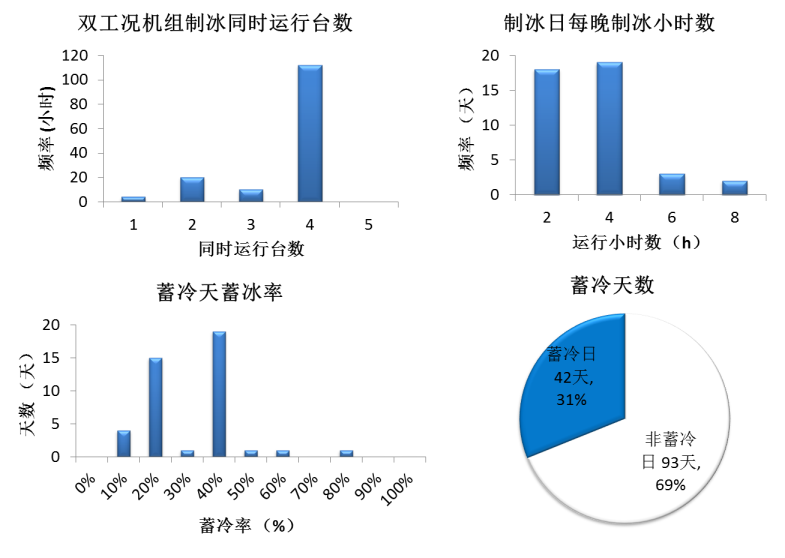 双工况机组制冰同时运行台数
120
100
80
60
40
20
0
频率(小时)
1 2 3 4 5
同时运行台数
制冰日每晚制冰小时数
20
15
10
5
0
频率（天）
2 4 6 8
运行小时数（h）
蓄冷天蓄冰率
20
15
10
5
0
天数（天）
0% 10% 20% 30% 40% 50% 60% 70% 80% 90% 100%
蓄冷率（%）
蓄冷天数
蓄冷日
42天,
31%
非蓄冷
日 93天,
69%